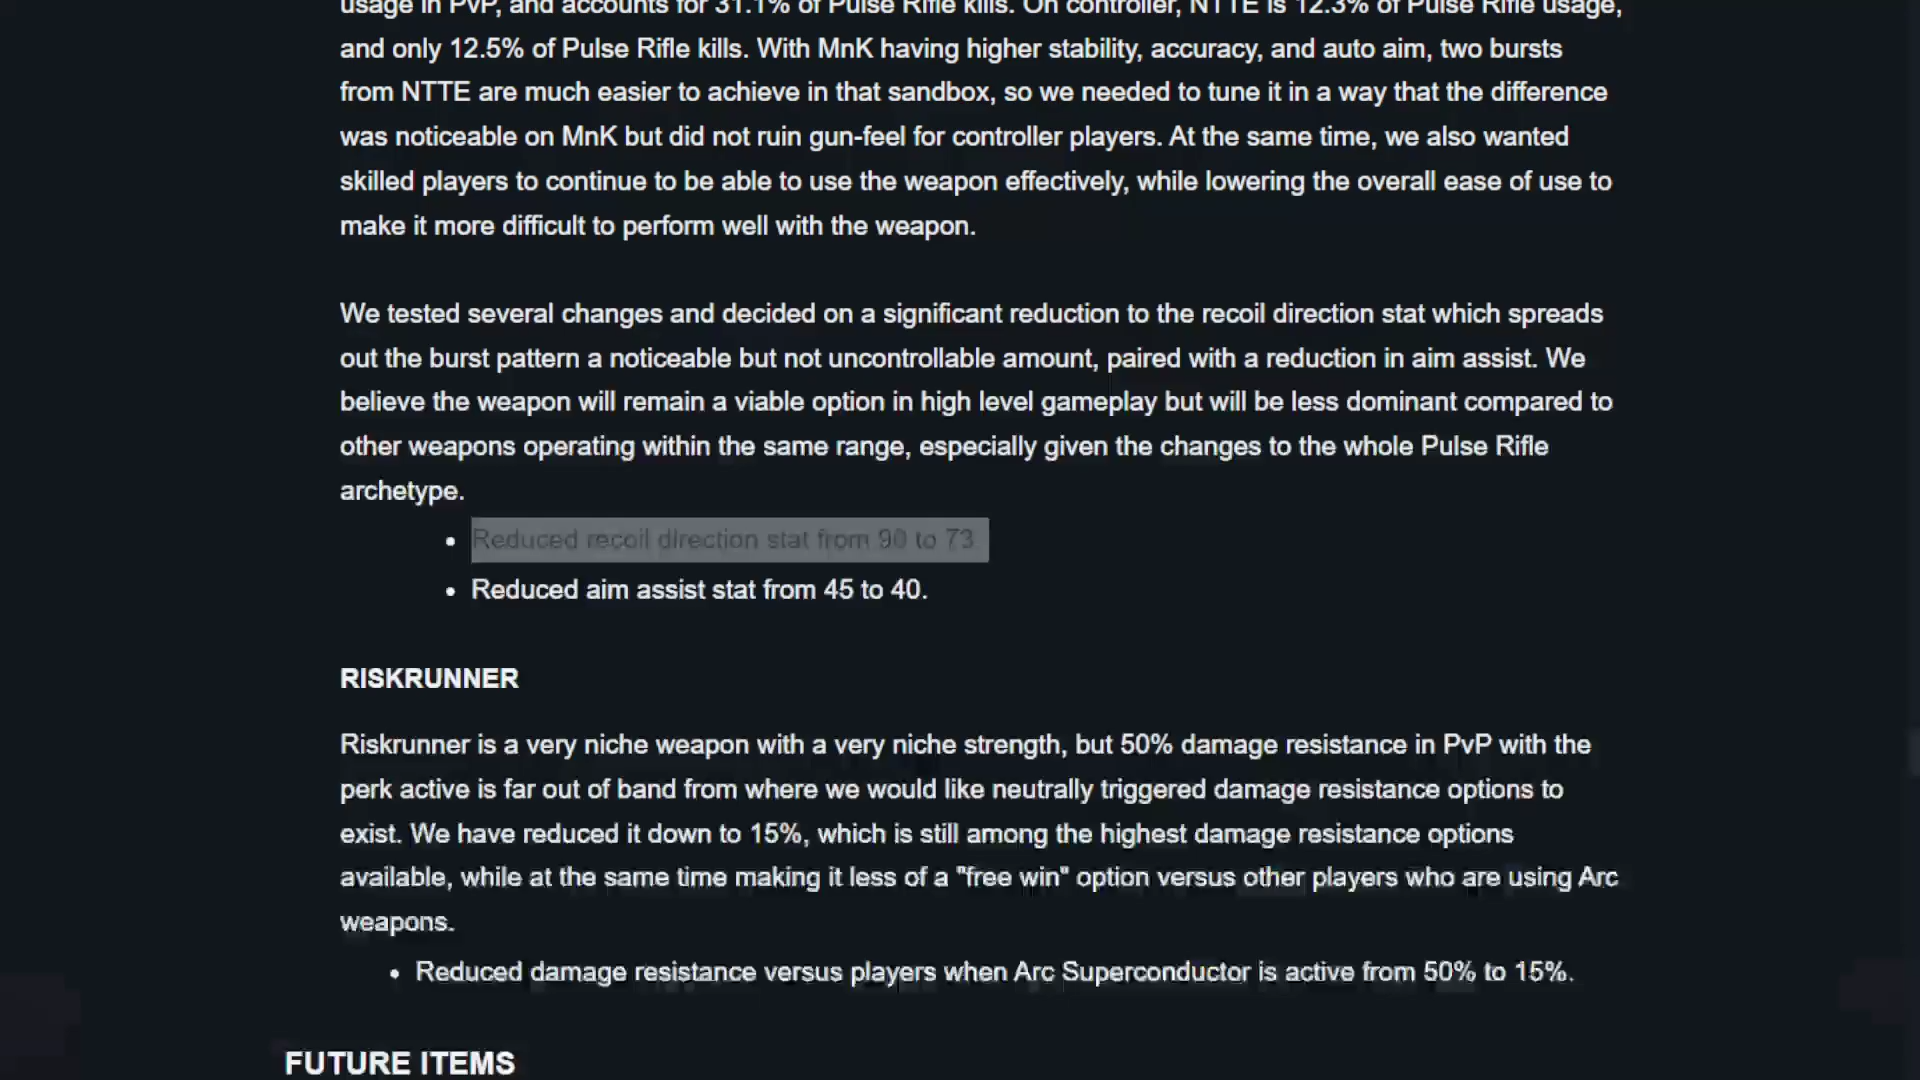 usage in PvP, and accounts for 31.1% of Pulse Rifle kills. On controller, NTTE is 12.3% of Pulse Rifle usage,
and only 12.5% of Pulse Rifle kills. With MnK having higher stability, accuracy, and auto aim, two bursts
from NTTE are much easier to achieve in that sandbox, so we needed to tune it in a way that the difference
was noticeable on MnK but did not ruin gun-feel for controller players. At the same time, we also wanted
skilled players to continue to be able to use the weapon effectively, while lowering the overall ease of use to
make it more difficult to perform well with the weapon.
We tested several changes and decided on a significant reduction to the recoil direction stat which spreads
out the burst pattern a noticeable but not uncontrollable amount, paired with a reduction in aim assist. We
believe the weapon will remain a viable option in high level gameplay but will be less dominant compared to
other weapons operating within the same range, especially given the changes to the whole Pulse Rifle
archetype.
• Reduced recoil direction stat from 90 to 73
• Reduced aim assist stat from 45 to 40.
RISKRUNNER
Riskrunner is a very niche weapon with a very niche strength, but 50% damage resistance in PvP with the
perk active is far out of band from where we would like neutrally triggered damage resistance options to
exist. We have reduced it down to 15%, which is still among the highest damage resistance options
available, while at the same time making it less of a "free win" option versus other players who are using Arc
weapons.
• Reduced damage resistance versus players when Arc Superconductor is active from 50% to 15%.
FUTURE ITEMS